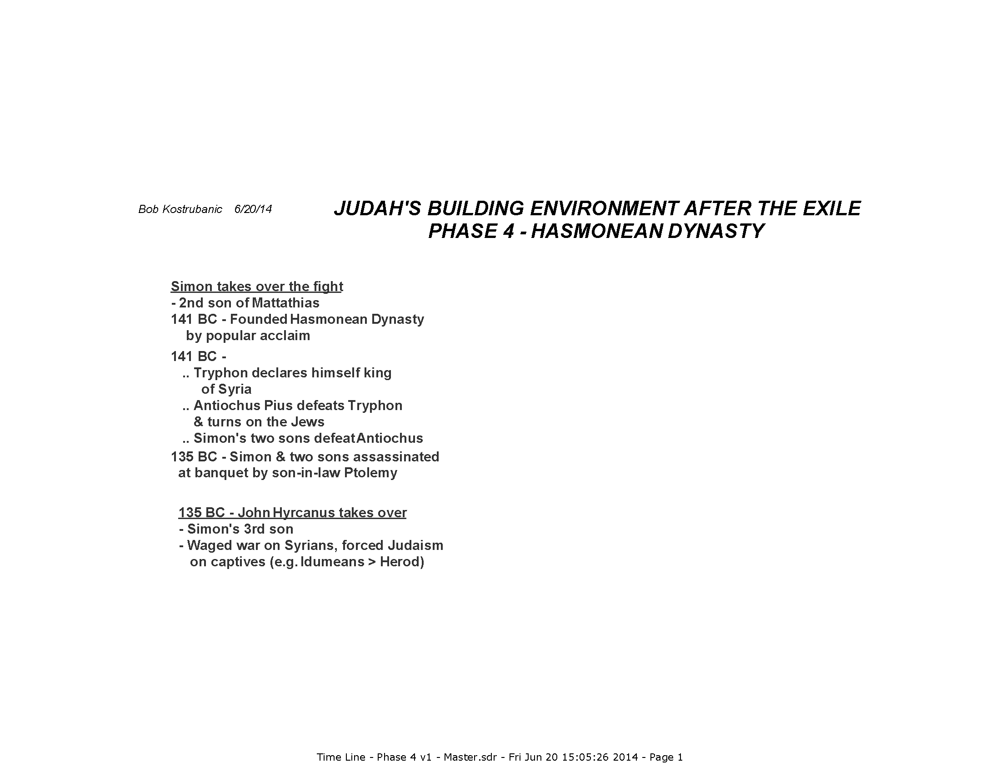 Bob Kostrubanic 6/20/14
JUDAH'S BUILDING ENVIRONMENT AFTER THE EXILE
PHASE 4 - HASMONEAN DYNASTY
Simon takes over the fight
- 2nd son of Mattathias
141 BC - Founded Hasmonean Dynasty
by popular acclaim
141 BC -
.. Tryphon declares himself king
of Syria
.. Antiochus Pius defeats Tryphon
& turns on the Jews
.. Simon's two sons defeat Antiochus
135 BC - Simon & two sons assassinated
at banquet by son-in-law Ptolemy
135 BC - John Hyrcanus takes over
- Simon's 3rd son
- Waged war on Syrians, forced Judaism
on captives (e.g. Idumeans > Herod)
Time Line - Phase 4 v1 - Master.sdr - Fri Jun 20 15:05:26 2014 - Page 1